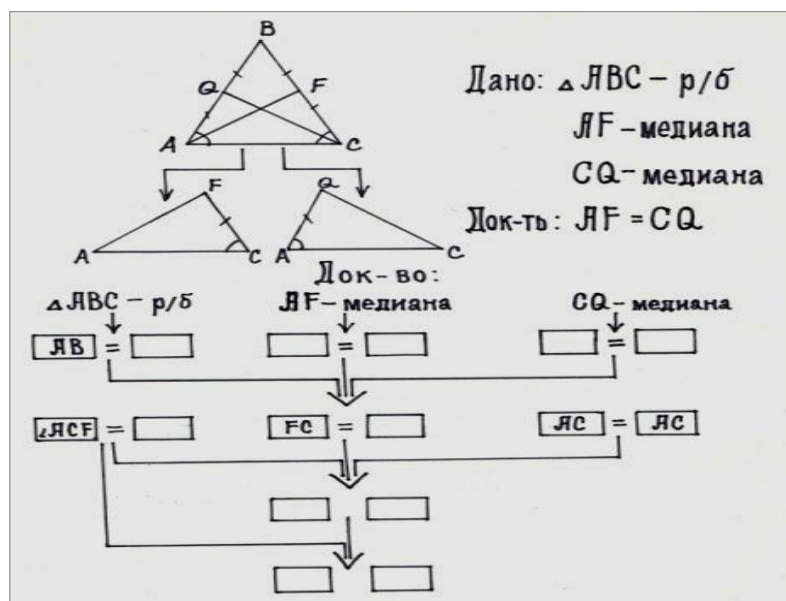 B
Q F
A C
F
A C
Q
A C
Дано: △ABC – р/б
AF – медиана
CQ – медиана
Док-ть: AF = CQ
Док-во:
△ABC – р/б AF – медиана CQ – медиана
AB = = =
∠ACF = FC = AC = AC